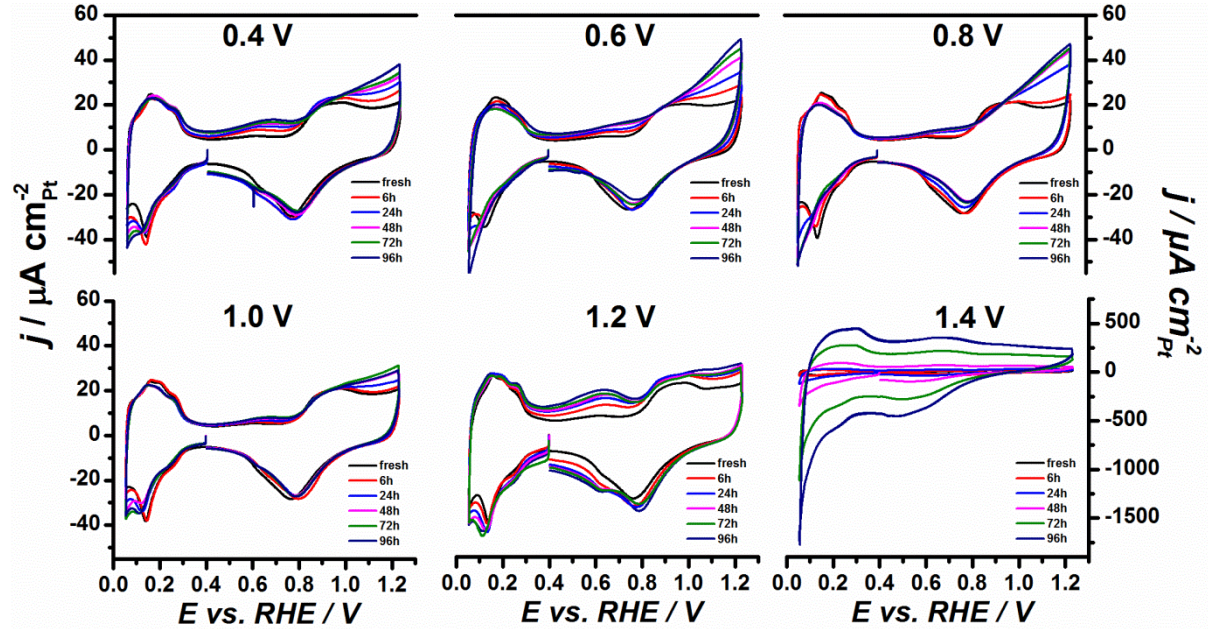 0.4 V
0.6 V
0.8 V
60
40
20
0
-20
-40
fresh
6h
24h
48h
72h
96h
fresh
6h
24h
48h
72h
96h
fresh
6h
24h
48h
72h
96h
60
40
20
0
-20
-40
j / μA cm-2Pt
j / μA cm-2Pt
1.0 V
1.2 V
1.4 V
60
40
20
0
-20
-40
fresh
6h
24h
48h
72h
96h
fresh
6h
24h
48h
72h
96h
fresh
6h
24h
48h
72h
96h
500
0
-500
-1000
-1500
0.0 0.2 0.4 0.6 0.8 1.0 1.2
0.0 0.2 0.4 0.6 0.8 1.0 1.2
0.0 0.2 0.4 0.6 0.8 1.0 1.2
E vs. RHE / V
E vs. RHE / V
E vs. RHE / V